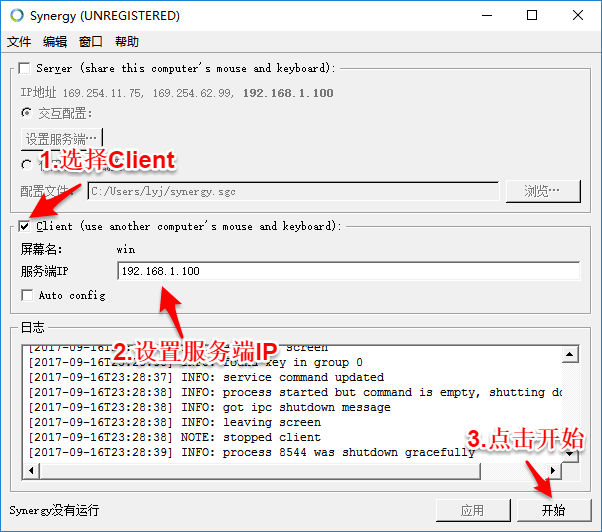 Synergy (UNREGISTERED)
文件 编辑 窗口 帮助
Server (share this computer's mouse and keyboard):
IP地址 169.254.11.75, 169.254.62.99, 192.168.1.100
交互配置:
设置服务端…
1.选择Client
配置文件: C:/Users/lyj/synergy.sgc 浏览…
Client (use another computer's mouse and keyboard):
屏幕名: win
服务端IP 192.168.1.100
Auto config
2.设置服务端IP
日志
screen
key in group 0
[2017-09-16T23:28:37] INFO: service command updated
[2017-09-16T23:28:38] INFO: process started but command is empty, shutting do
[2017-09-16T23:28:38] INFO: got ipc shutdown message
[2017-09-16T23:28:38] INFO: leaving screen
[2017-09-16T23:28:38] NOTE: stopped client
[2017-09-16T23:28:39] INFO: process 8544 was shutdown gracefully
3.点击开始
Synergy没有运行 应用 开始